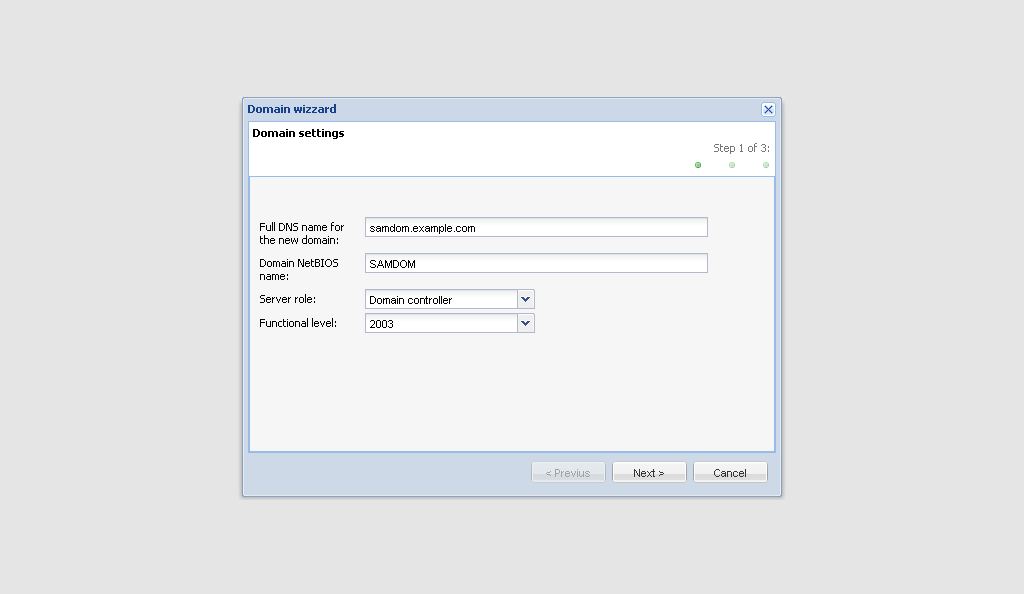 Domain wizzard
Domain settings
Step 1 of 3:
Full DNS name for
the new domain:
samdom.example.com
Domain NetBIOS
name:
SAMDOM
Server role:
Domain controller
Functional level:
2003
< Previus
Next >
Cancel